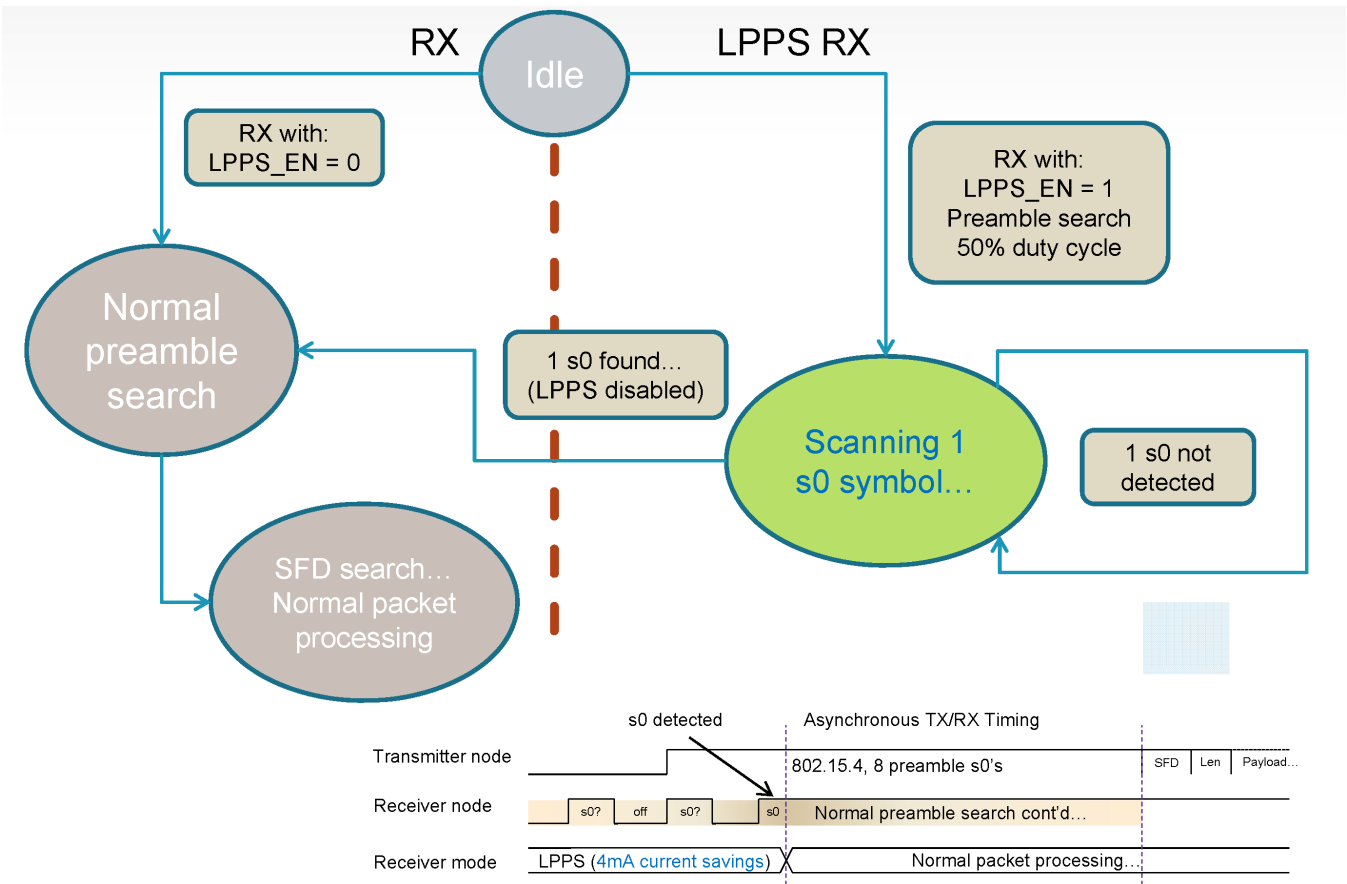 RX
LPPS RX
Idle
RX with:
LPPS_EN = 0
RX with:
LPPS_EN = 1
Preamble search
50% duty cycle
Normal
preamble
search
1 s0 found…
(LPPS disabled)
Scanning 1
s0 symbol…
1 s0 not
detected
SFD search…
Normal packet
processing
s0 detected
Asynchronous TX/RX Timing
Transmitter node
802.15.4, 8 preamble s0's
SFD
Len
Payload…
Receiver node
s0?
off
s0?
s0
Normal preamble search cont'd…
Receiver mode
LPPS (4mA current savings)
Normal packet processing…